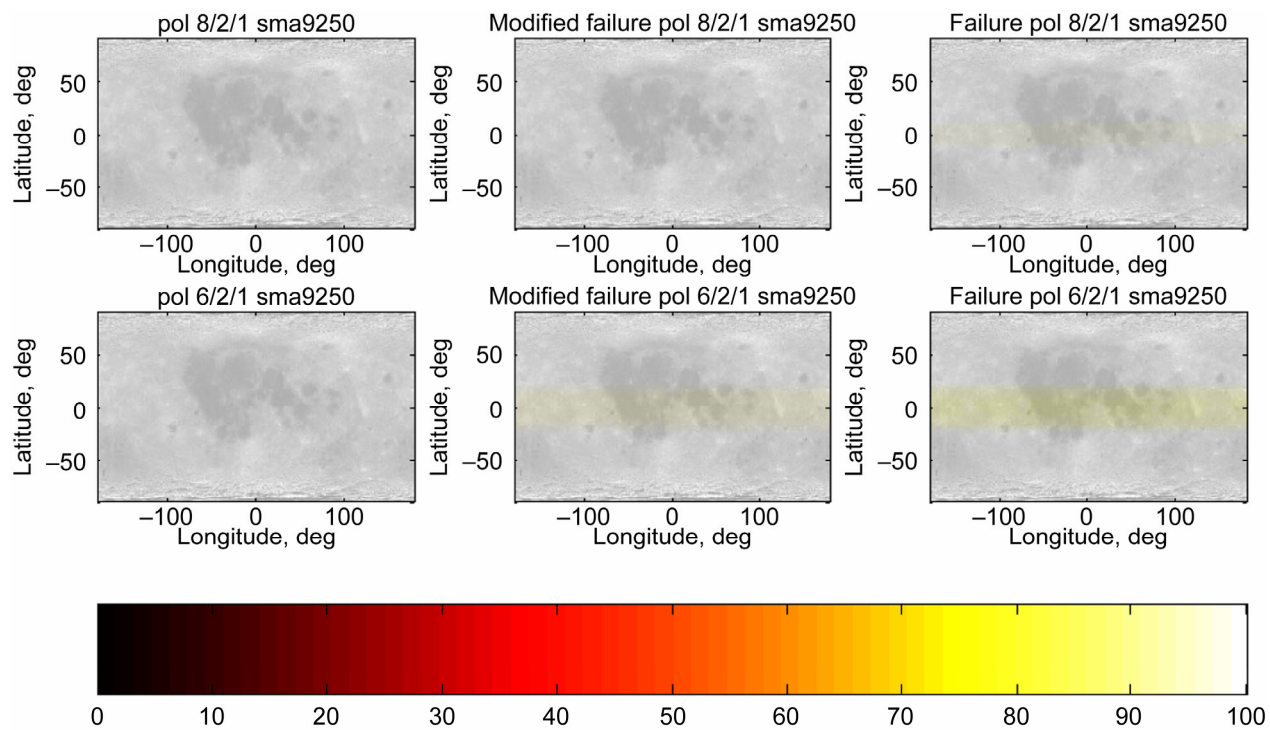 pol 8/2/1 sma9250
Modified failure pol 8/2/1 sma9250
Failure pol 8/2/1 sma9250
Latitude, deg
50
0
–50
–100 0 100
Longitude, deg
Latitude, deg
50
0
–50
–100 0 100
Longitude, deg
Latitude, deg
50
0
–50
–100 0 100
Longitude, deg
pol 6/2/1 sma9250
Modified failure pol 6/2/1 sma9250
Failure pol 6/2/1 sma9250
Latitude, deg
50
0
–50
–100 0 100
Longitude, deg
Latitude, deg
50
0
–50
–100 0 100
Longitude, deg
Latitude, deg
50
0
–50
–100 0 100
Longitude, deg
0 10 20 30 40 50 60 70 80 90 100